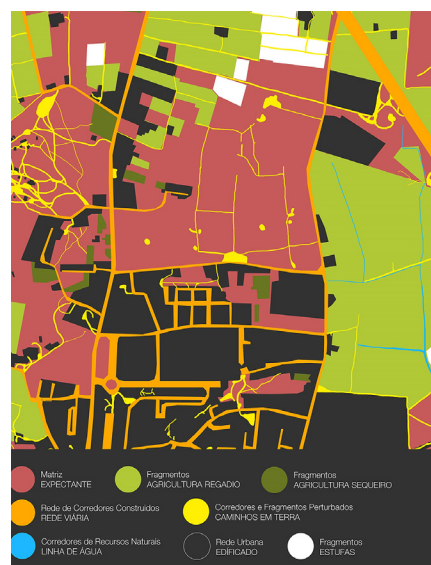 Matriz
EXPECTANTE
Fragmentos
AGRICULTURA REGADIO
Fragmentos
AGRICULTURA SEQUEIRO
Rede de Corredores Construidos
REDE VIÁRIA
Corredores e Fragmentos Perturbados
CAMINHOS EM TERRA
Corredores de Recursos Naturais
LINHA DE ÁGUA
Rede Urbana
EDIFICADO
Fragmentos
ESTUFAS